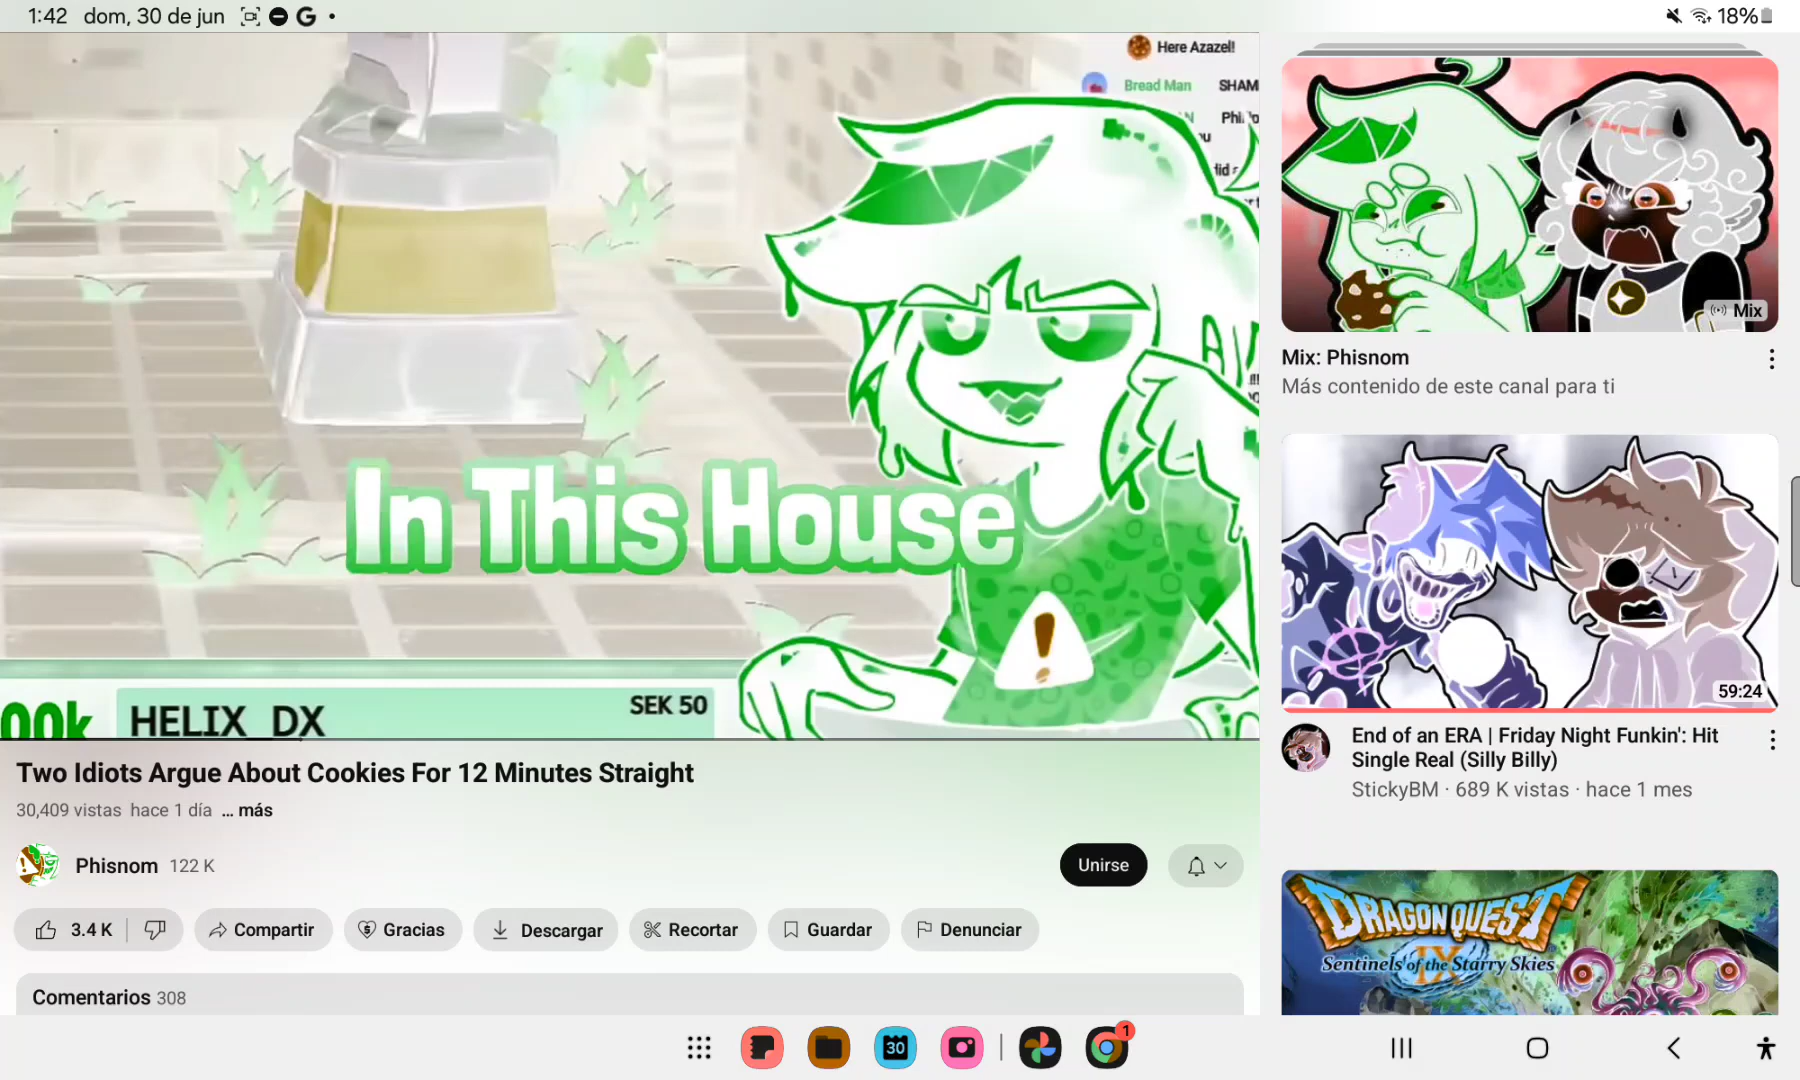 1:42 dom, 30 de jun
18%
Here Azazel!
Bread Man SHAM
In This House
00k
HELIX_DX
SEK 50
Two Idiots Argue About Cookies For 12 Minutes Straight
30,409 vistas hace 1 día ... más
Phisnom 122 K
Unirse
3.4 K
Compartir
Gracias
Descargar
Recortar
Guardar
Denunciar
Comentarios 308
Mix
Mix: Phisnom
Más contenido de este canal para ti
59:24
End of an ERA | Friday Night Funkin': Hit
Single Real (Silly Billy)
StickyBM · 689 K vistas · hace 1 mes
DRAGON QUEST
IX
Sentinels of the Starry Skies
30
1